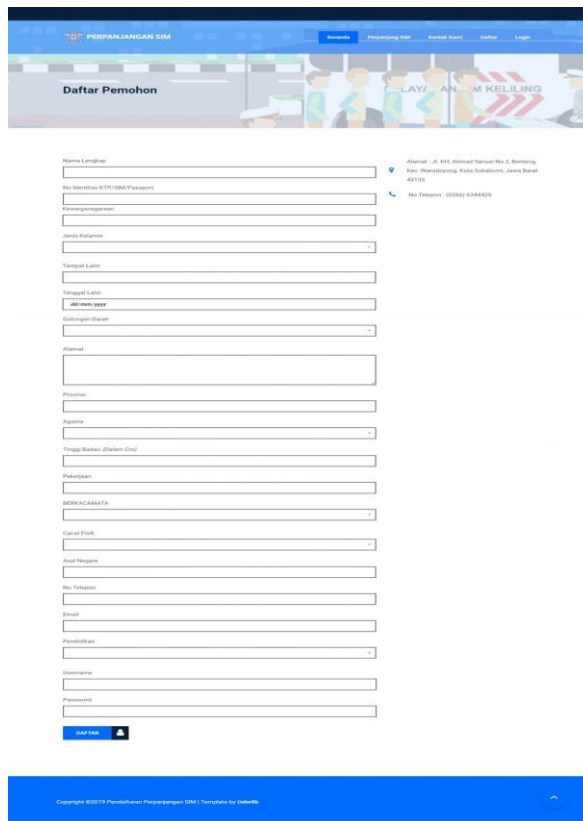 PERPANJANGAN SIM
Beranda Perpanjang SIM Kontak Kami Daftar Login
Daftar Pemohon
LAYA AN M KELILING
Nama Lengkap
Alamat : Jl. KH. Ahmad Sanusi No.2, Benteng,
Kec. Warudoyong, Kota Sukabumi, Jawa Barat
43135
No Telepon : (0266) 6244426
No Identitas KTP/SIM/Passport
Kewarganegaraan
Jenis Kelamin
Tempat Lahir
Tanggal Lahir
dd/mm/yyyy
Golongan Darah
Alamat
Provinsi
Agama
Tinggi Badan (Dalam Cm)
Pekerjaan
BERKACAMATA
Cacat Fisik
Asal Negara
No Telepon
Email
Pendidikan
Username
Password
DAFTAR
Copyright ©2019 Pendaftaran Perpanjangan SIM | Template by Colorlib